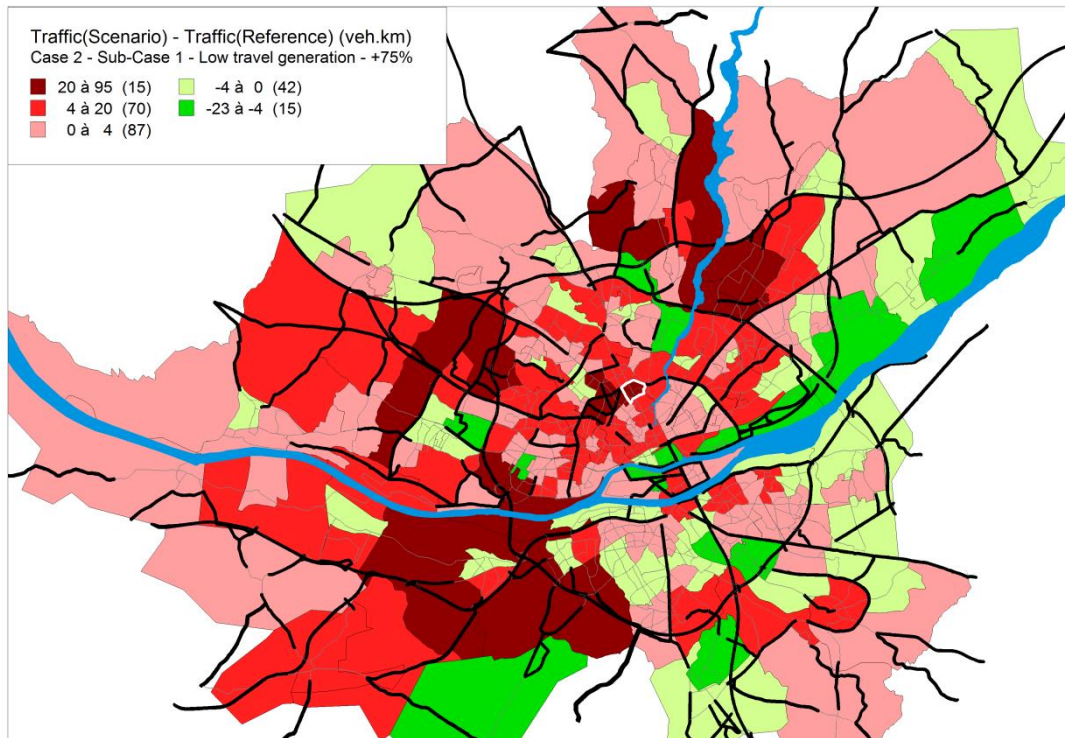 Traffic(Scenario) - Traffic(Reference) (veh.km)
Case 2 - Sub-Case 1 - Low travel generation - +75%
20 à 95 (15)
4 à 20 (70)
0 à 4 (87)
-4 à 0 (42)
-23 à -4 (15)